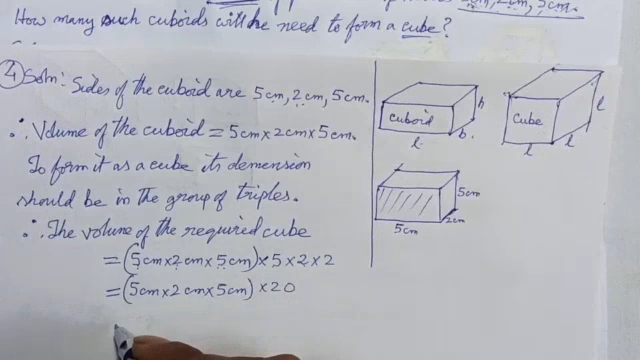 2cm, 5cm.
How many such cuboids will he need to form a cube?
4 Soln: Sides of the cuboid are 5cm, 2cm, 5cm.
∴ Volume of the cuboid = 5cm×2cm×5cm.
To form it as a cube its demension
should be in the group of triples.
∴ The volume of the required cube
= (5cm×2cm×5cm)×5×2×2
= (5cm×2cm×5cm)×20
cuboid
h
b.
l.
Cube
l
l
l
5cm
2cm
5cm